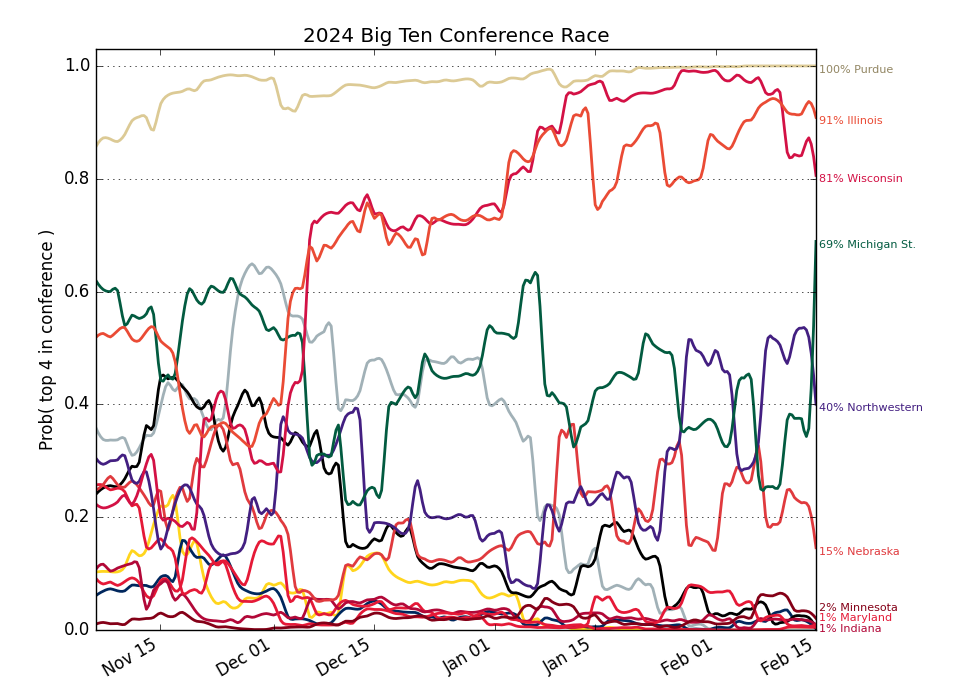 2024 Big Ten Conference Race
Prob( top 4 in conference )
1.0
0.8
0.6
0.4
0.2
0.0
Nov 15
Dec 01
Dec 15
Jan 01
Jan 15
Feb 01
Feb 15
100% Purdue
91% Illinois
81% Wisconsin
69% Michigan St.
40% Northwestern
15% Nebraska
2% Minnesota
1% Maryland
1% Indiana